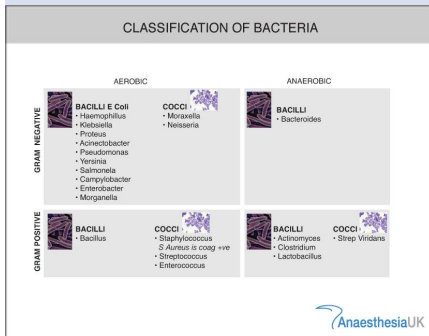 CLASSIFICATION OF BACTERIA
AEROBIC
ANAEROBIC
GRAM NEGATIVE
BACILLI E Coli
• Haemophillus
• Klebsiella
• Proteus
• Acinectobacter
• Pseudomonas
• Yersinia
• Salmonela
• Campylobacter
• Enterobacter
• Morganella
COCCI
• Moraxella
• Neisseria
BACILLI
• Bacteroides
GRAM POSITIVE
BACILLI
• Bacillus
COCCI
• Staphylococcus
S Aureus is coag +ve
• Streptococcus
• Enterococcus
BACILLI
• Actinomyces
• Clostridium
• Lactobacillus
COCCI
• Strep Viridans
AnaesthesiaUK